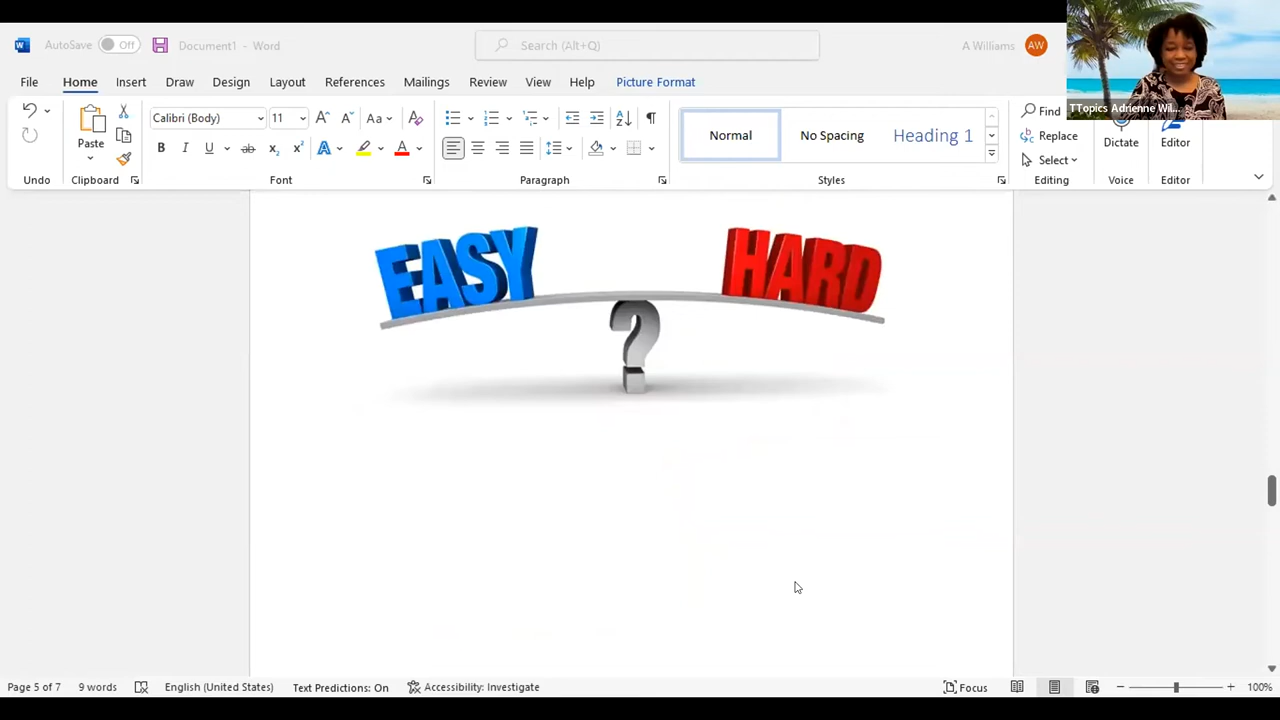 AutoSave Off Document1 - Word Search (Alt+Q) A Williams AW
File Home Insert Draw Design Layout References Mailings Review View Help Picture Format
TTopics Adrienne Wil...
Paste
Calibri (Body) 11 Aa
Normal No Spacing Heading 1
Find
Replace
Select
Dictate Editor
Undo Clipboard Font Paragraph Styles Editing Voice Editor
EASY HARD
?
Page 5 of 7 9 words English (United States) Text Predictions: On Accessibility: Investigate Focus 100%